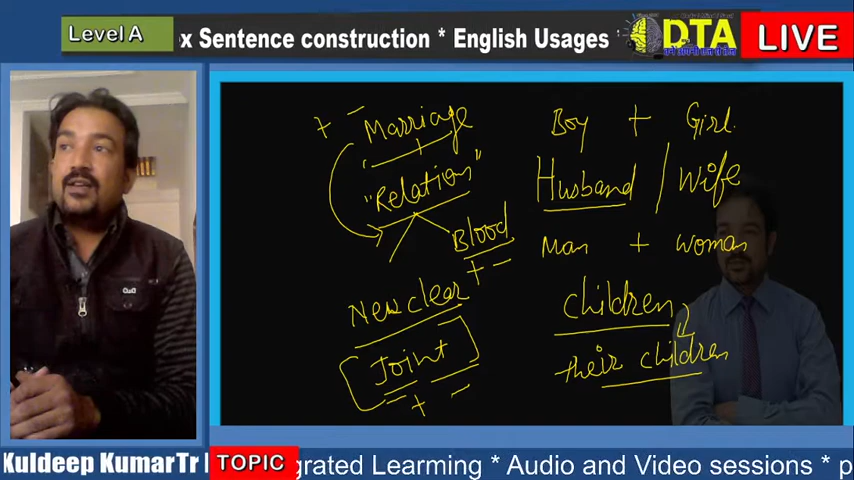 Level A
x Sentence construction * English Usages
DTA
LIVE
+ - Marriage
"Relation"
Blood
+ -
Newclear
Joint
+ -
Boy + Girl.
Husband / Wife
Man + woman
children
their children
Kuldeep KumarTr
TOPIC
grated Learming * Audio and Video sessions * p